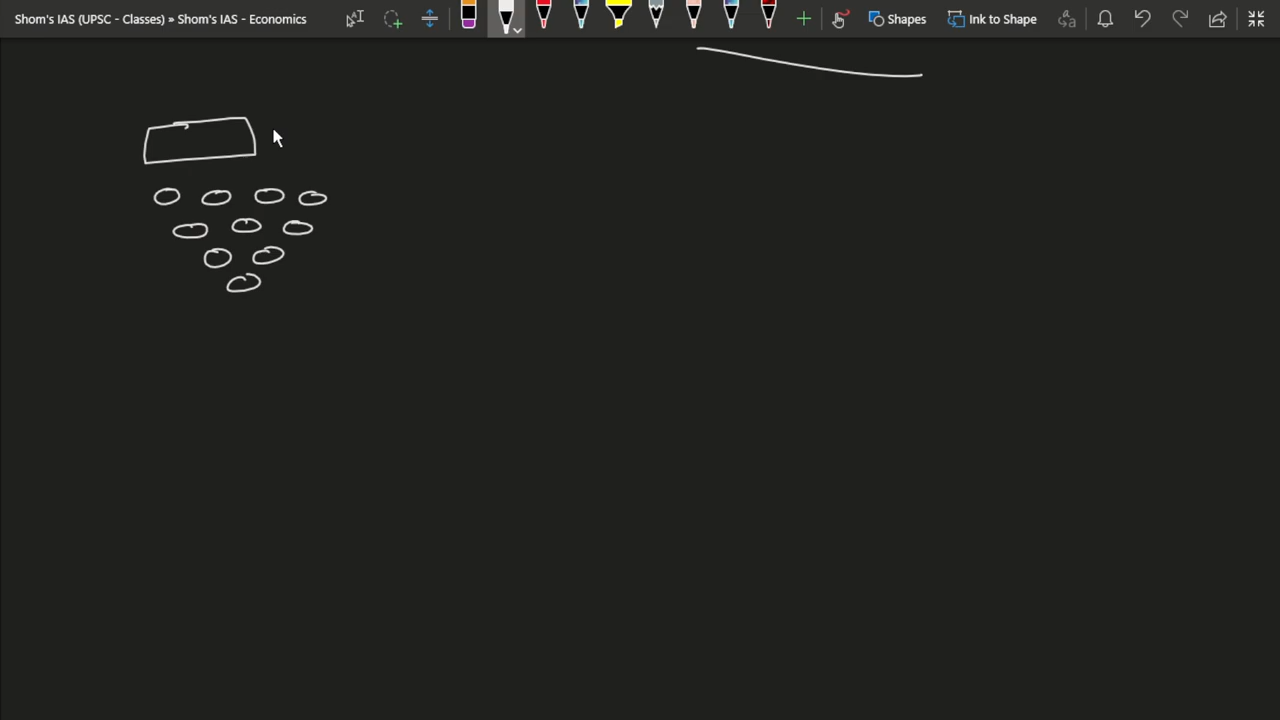 Shom's IAS (UPSC - Classes) » Shom's IAS - Economics
Shapes
Ink to Shape